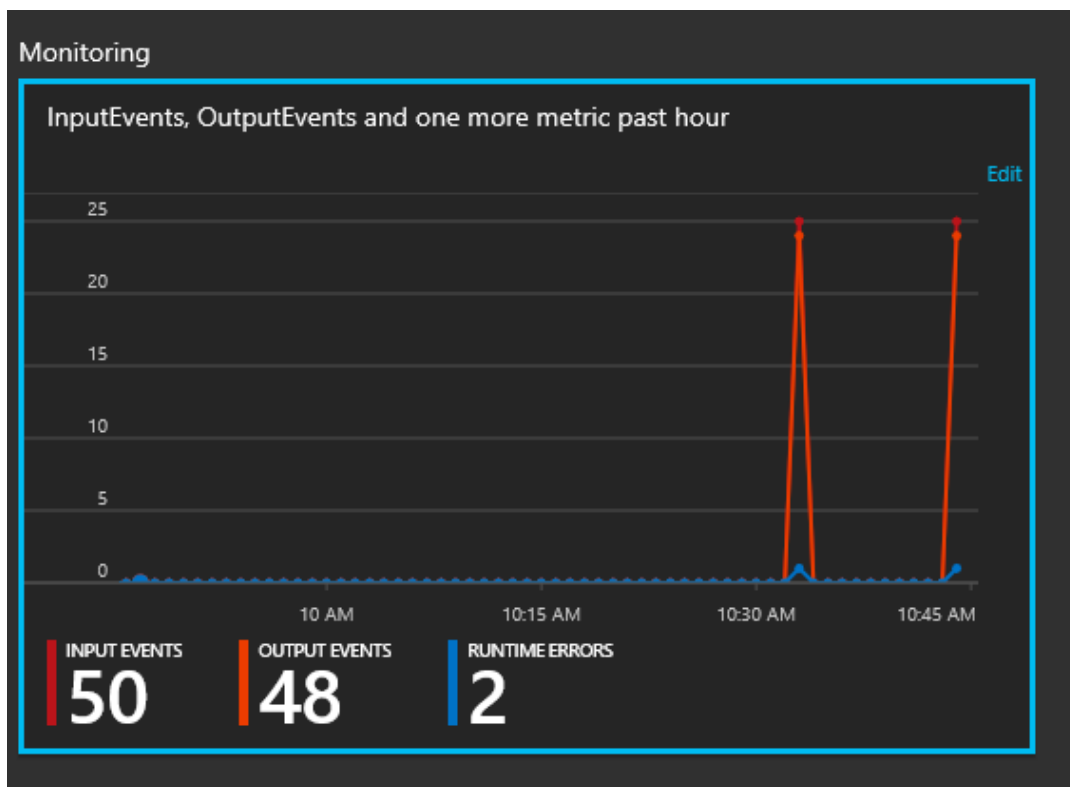 Monitoring
InputEvents, OutputEvents and one more metric past hour
Edit
25
20
15
10
5
0
10 AM 10:15 AM 10:30 AM 10:45 AM
INPUT EVENTS OUTPUT EVENTS RUNTIME ERRORS
50 48 2